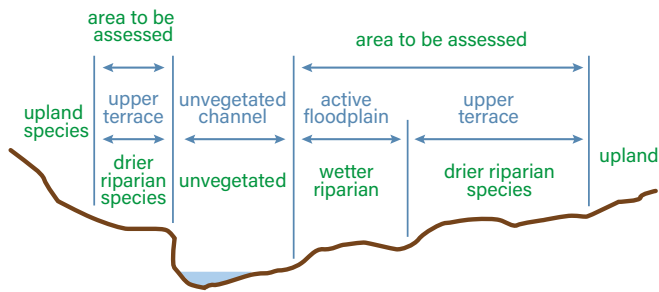 area to be
assessed
area to be assessed
upland
species
upper
terrace
unvegetated
channel
active
floodplain
upper
terrace
drier
riparian
species
unvegetated
wetter
riparian
drier riparian
species
upland